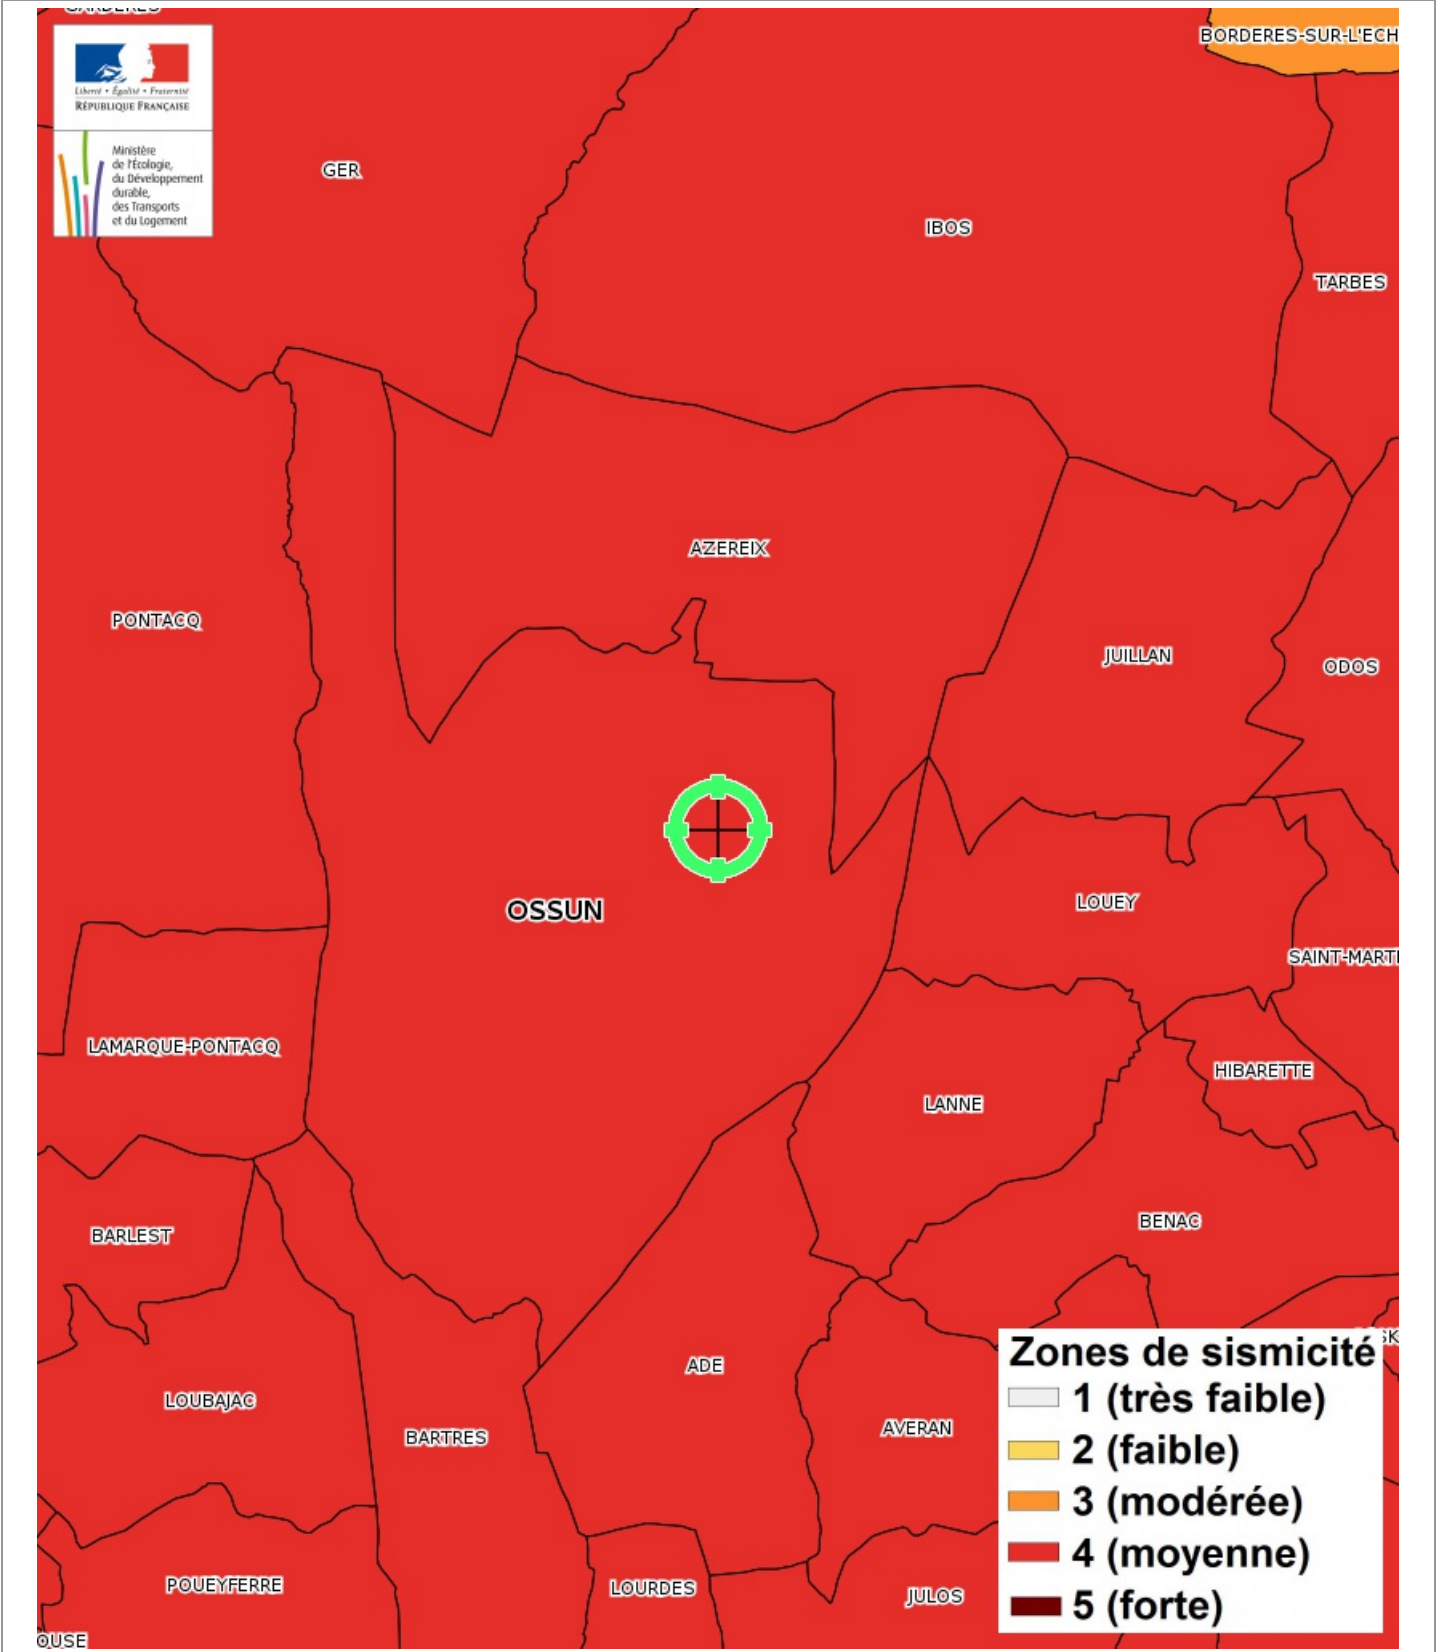 GARDERES
BORDERES-SUR-L'ECH
Liberté • Égalité • Fraternité
RÉPUBLIQUE FRANÇAISE
Ministère
de l'Écologie,
du Développement
durable,
des Transports
et du Logement
GER
IBOS
TARBES
AZEREIX
PONTACQ
JUILLAN
ODOS
OSSUN
LOUEY
SAINT-MARTI
LAMARQUE-PONTACQ
HIBARETTE
LANNE
BENAC
BARLEST
ADE
LOUBAJAC
AVERAN
BARTRES
POUEYFERRE
LOURDES
JULOS
OUSE
Zones de sismicité
1 (très faible)
2 (faible)
3 (modérée)
4 (moyenne)
5 (forte)